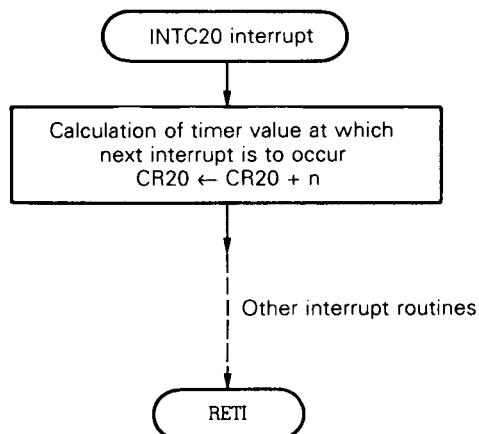 INTC20 interrupt
Calculation of timer value at which
next interrupt is to occur
CR20 ← CR20 + n
Other interrupt routines
RETI